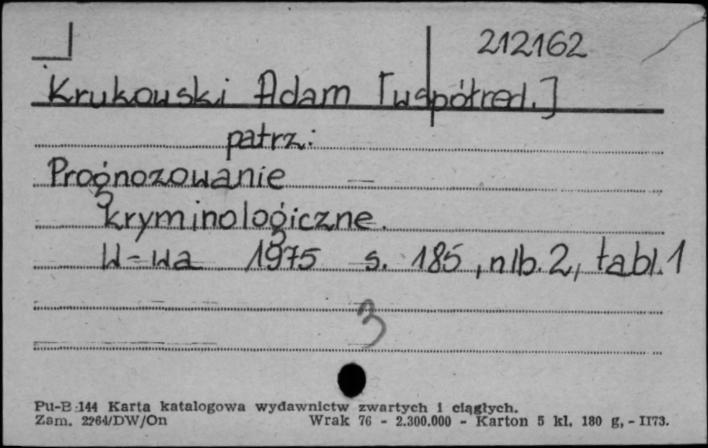 212162
Krukowski Adam [współred.]
patrz:
Prognozowanie
kryminologiczne.
W-wa 1975 s. 185, nlb. 2, tabl. 1
3
Pu-B 144 Karta katalogowa wydawnictw zwartych i ciągłych.
Zam. 2264/DW/On Wrak 76 - 2.300.000 - Karton 5 kl. 180 g, - II73.